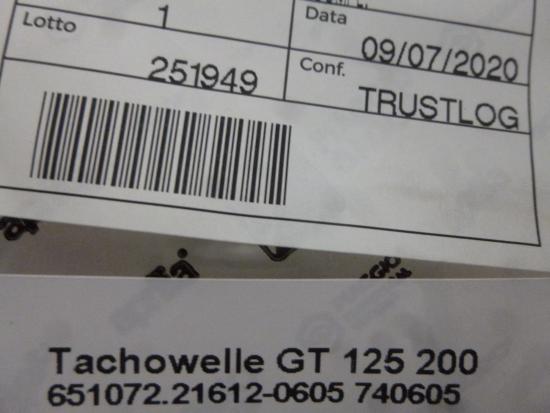 1
Data
Lotto
09/07/2020
251949
Conf.
TRUSTLOG
Tachowelle GT 125 200
651072.21612-0605 740605